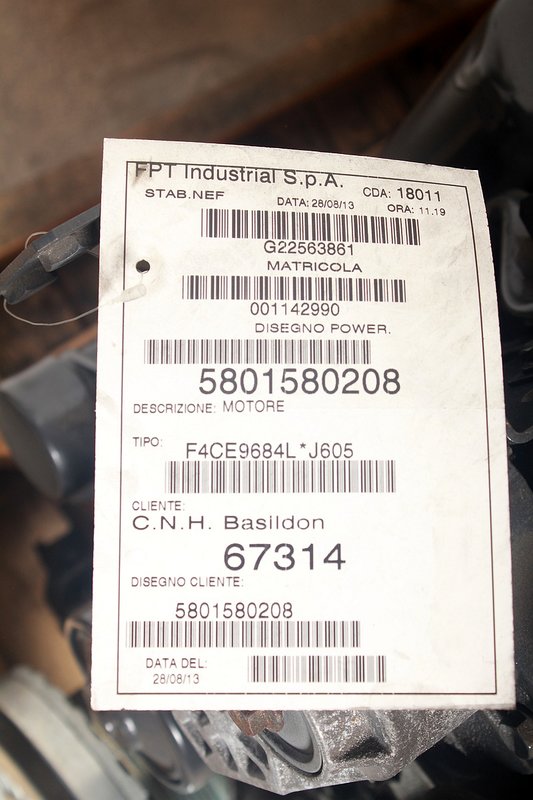 FPT Industrial S.p.A.
CDA: 18011
STAB.NEF
DATA: 28/08/13
ORA: 11.19
G22563861
MATRICOLA
001142990
DISEGNO POWER.
5801580208
DESCRIZIONE: MOTORE
TIPO: F4CE9684L*J605
CLIENTE:
C.N.H. Basildon
67314
DISEGNO CLIENTE:
5801580208
DATA DEL:
28/08/13